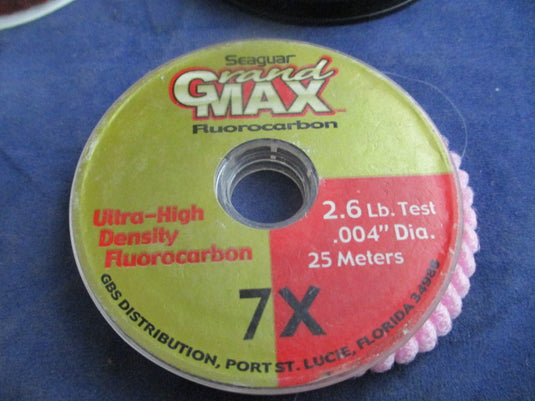 Seaguar
Grand
MAX
Fluorocarbon
Ultra-High
Density
Fluorocarbon
2.6 Lb. Test
.004" Dia.
25 Meters
7X
GBS DISTRIBUTION, PORT ST. LUCIE, FLORIDA 34986